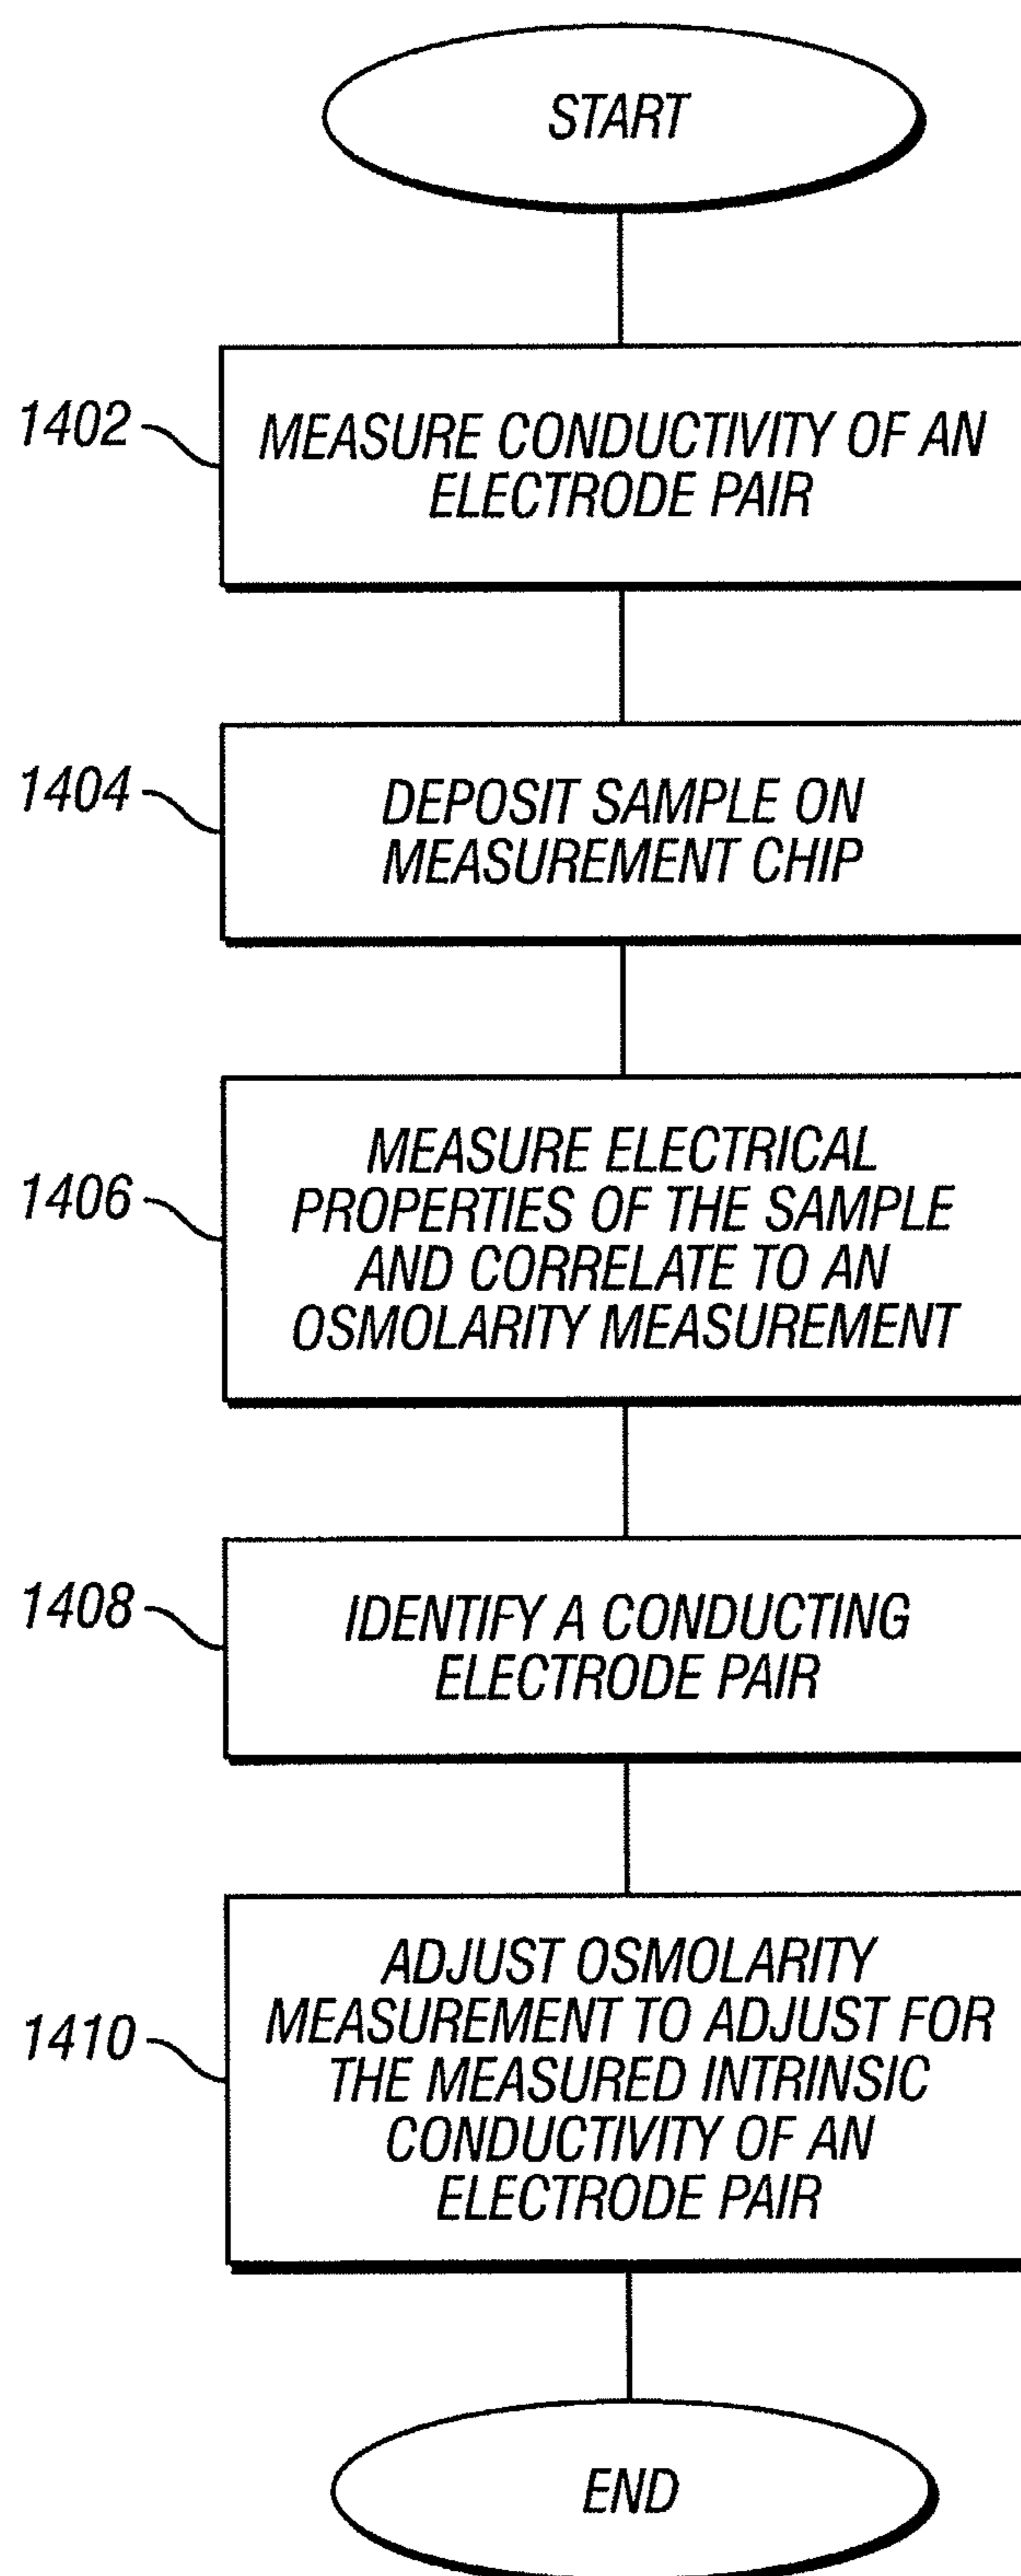 START
1402
MEASURE CONDUCTIVITY OF AN
ELECTRODE PAIR
1404
DEPOSIT SAMPLE ON
MEASUREMENT CHIP
1406
MEASURE ELECTRICAL
PROPERTIES OF THE SAMPLE
AND CORRELATE TO AN
OSMOLARITY MEASUREMENT
1408
IDENTIFY A CONDUCTING
ELECTRODE PAIR
1410
ADJUST OSMOLARITY
MEASUREMENT TO ADJUST FOR
THE MEASURED INTRINSIC
CONDUCTIVITY OF AN
ELECTRODE PAIR
END